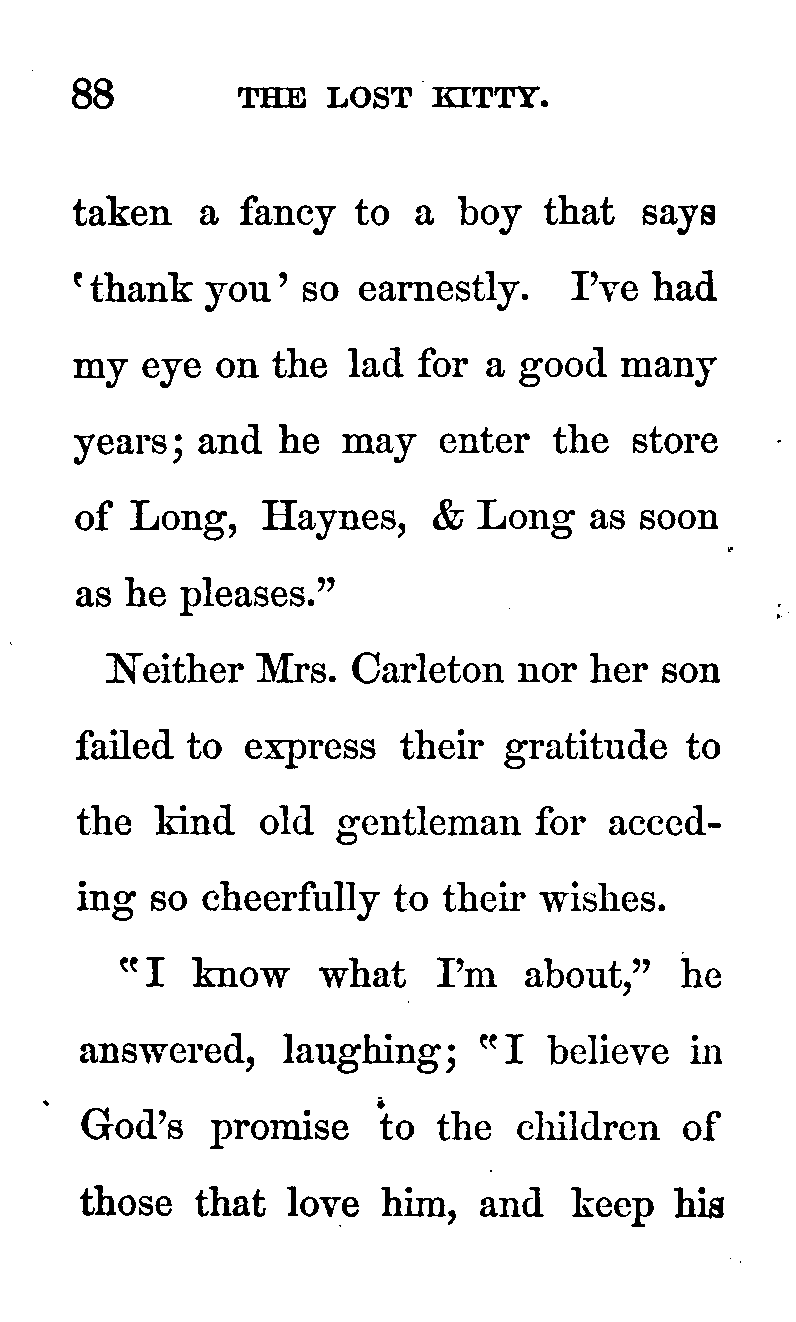 88 THE LOST KITTY.
taken a fancy to a boy that says
‘thank you’ so earnestly. I’ve had
my eye on the lad for a good many
years; and he may enter the store
of Long, Haynes, & Long as soon
as he pleases.”
Neither Mrs. Carleton nor her son
failed to express their gratitude to
the kind old gentleman for acced-
ing so cheerfully to their wishes.
“I know what I’m about,” he
answered, laughing; “I believe in
God’s promise to the children of
those that love him, and keep his